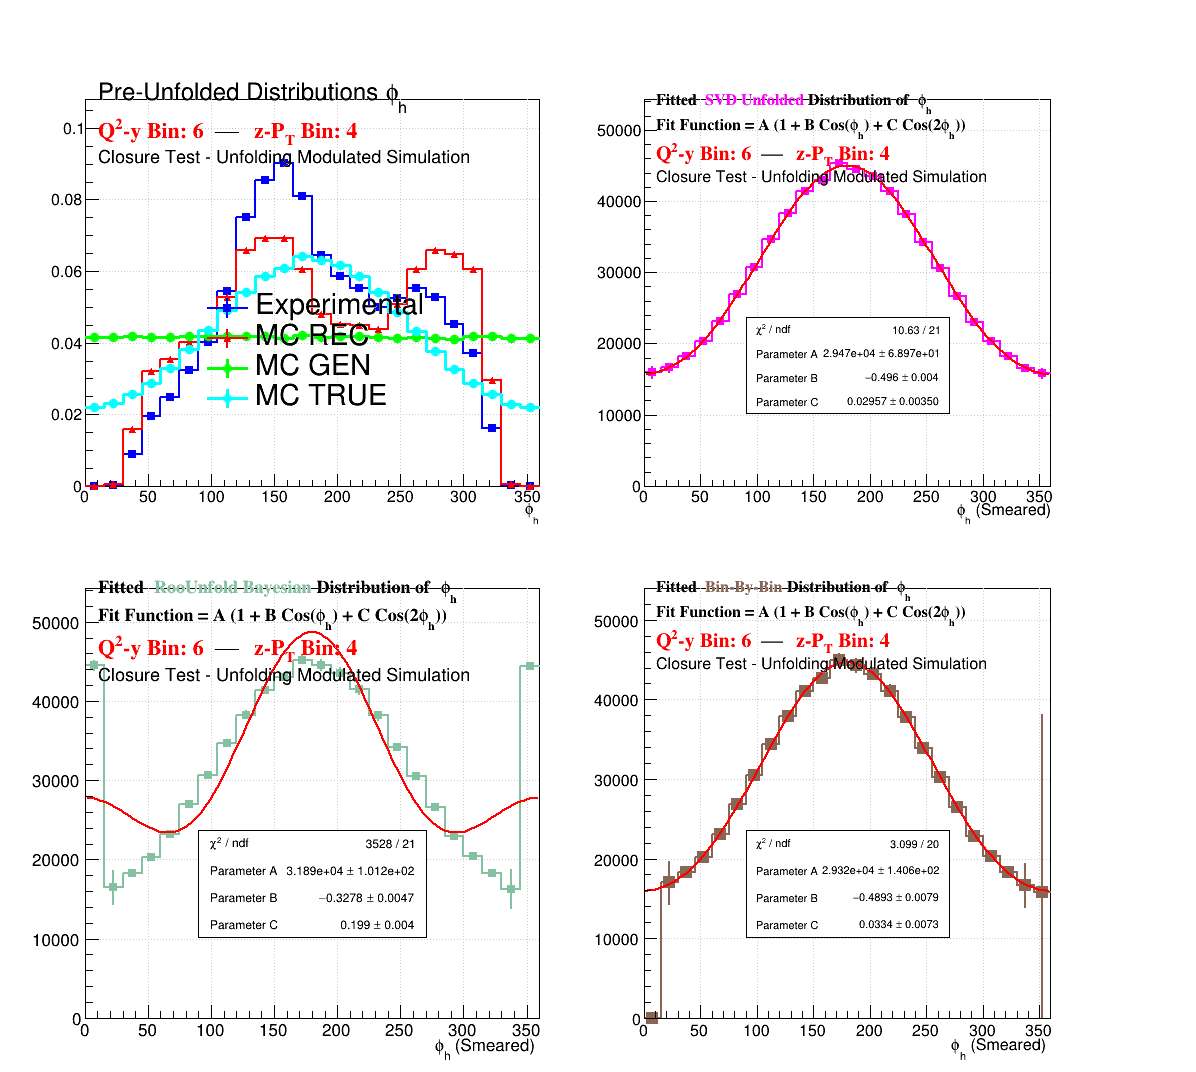 Pre-Unfolded Distributions ϕh
Q²-y Bin: 6 — z-PT Bin: 4
Closure Test - Unfolding Modulated Simulation
0.1
0.08
0.06
0.04
0.02
0
Experimental
MC REC
MC GEN
MC TRUE
50 100 150 200 250 300 350
ϕh
Fitted SVD Unfolded Distribution of ϕh
Fit Function = A (1 + B Cos(ϕh) + C Cos(2ϕh))
Q²-y Bin: 6 — z-PT Bin: 4
Closure Test - Unfolding Modulated Simulation
50000
40000
30000
20000
10000
0
χ² / ndf 10.63 / 21
Parameter A 2.947e+04 ± 6.897e+01
Parameter B −0.496 ± 0.004
Parameter C 0.02957 ± 0.00350
0 50 100 150 200 250 300 350
ϕh (Smeared)
Fitted RooUnfold Bayesian Distribution of ϕh
Fit Function = A (1 + B Cos(ϕh) + C Cos(2ϕh))
Q²-y Bin: 6 — z-PT Bin: 4
Closure Test - Unfolding Modulated Simulation
50000
40000
30000
20000
10000
0
χ² / ndf 3528 / 21
Parameter A 3.189e+04 ± 1.012e+02
Parameter B −0.3278 ± 0.0047
Parameter C 0.199 ± 0.004
0 50 100 150 200 250 300 350
ϕh (Smeared)
Fitted Bin-By-Bin Distribution of ϕh
Fit Function = A (1 + B Cos(ϕh) + C Cos(2ϕh))
Q²-y Bin: 6 — z-PT Bin: 4
Closure Test - Unfolding Modulated Simulation
50000
40000
30000
20000
10000
0
χ² / ndf 3.099 / 20
Parameter A 2.932e+04 ± 1.406e+02
Parameter B −0.4893 ± 0.0079
Parameter C 0.0334 ± 0.0073
0 50 100 150 200 250 300 350
ϕh (Smeared)